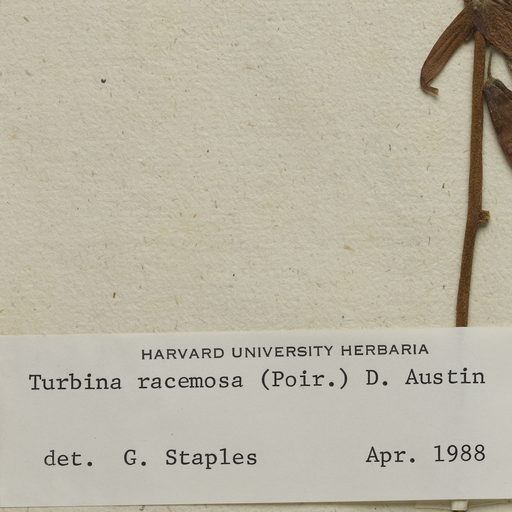 HARVARD UNIVERSITY HERBARIA
Turbina racemosa (Poir.) D. Austin
det. G. Staples Apr. 1988